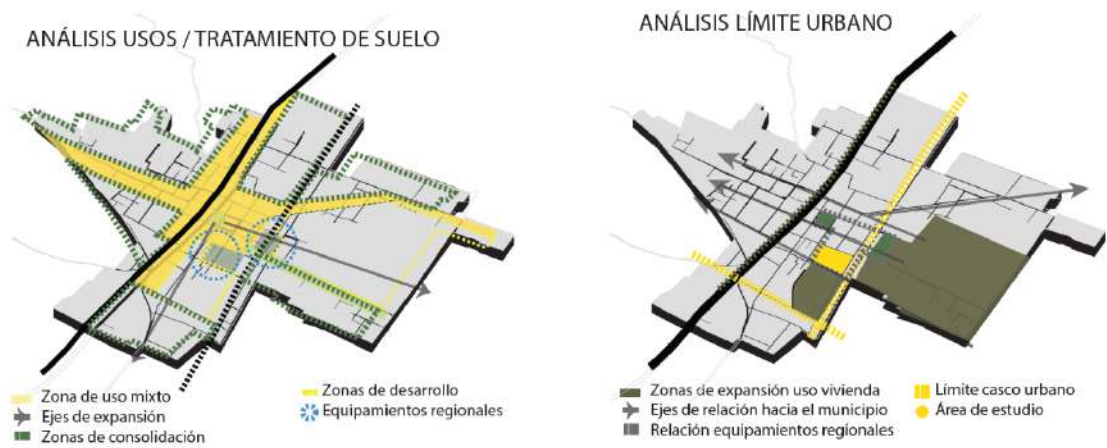 ANÁLISIS USOS / TRATAMIENTO DE SUELO
Zona de uso mixto
Ejes de expansión
Zonas de consolidación
Zonas de desarrollo
Equipamientos regionales
ANÁLISIS LÍMITE URBANO
Zonas de expansión uso vivienda
Ejes de relación hacia el municipio
Relación equipamientos regionales
Límite casco urbano
Área de estudio